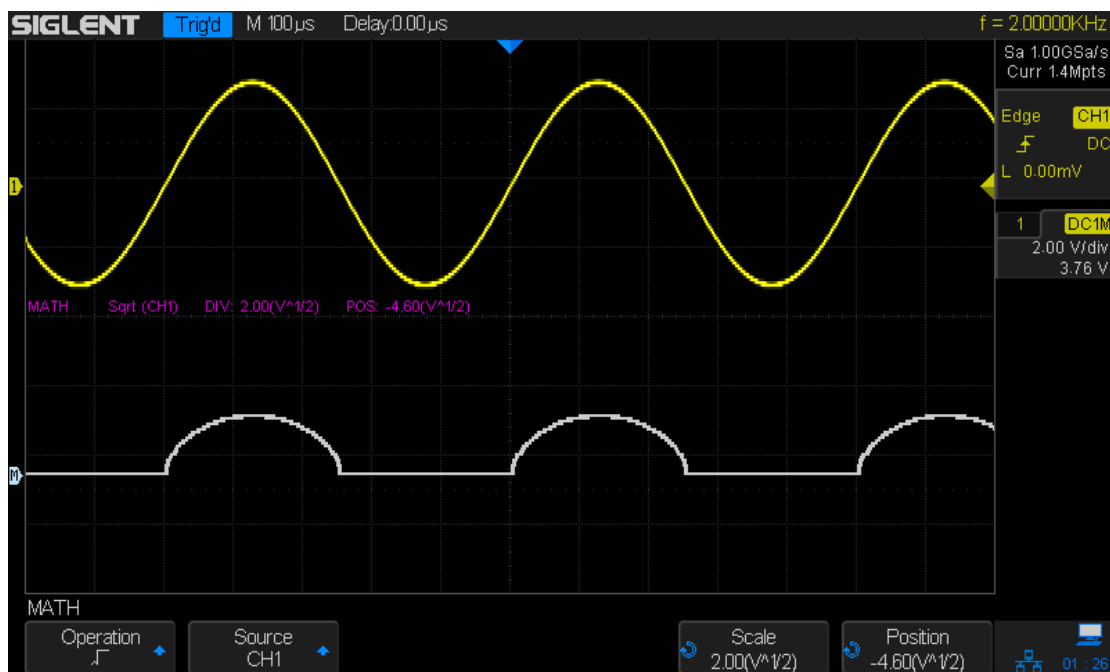 SIGLENT Trig'd M 100µs Delay:0.00µs f = 2.00000KHz
Sa 1.00GSa/s
Curr 1.4Mpts
Edge CH1
DC
L 0.00mV
1
1 DC1M
2.00 V/div
3.76 V
MATH Sqrt (CH1) DIV: 2.00(V^1/2) POS: -4.60(V^1/2)
M
MATH
Operation
√
Source
CH1
Scale
2.00(V^1/2)
Position
-4.60(V^1/2)
01 : 26